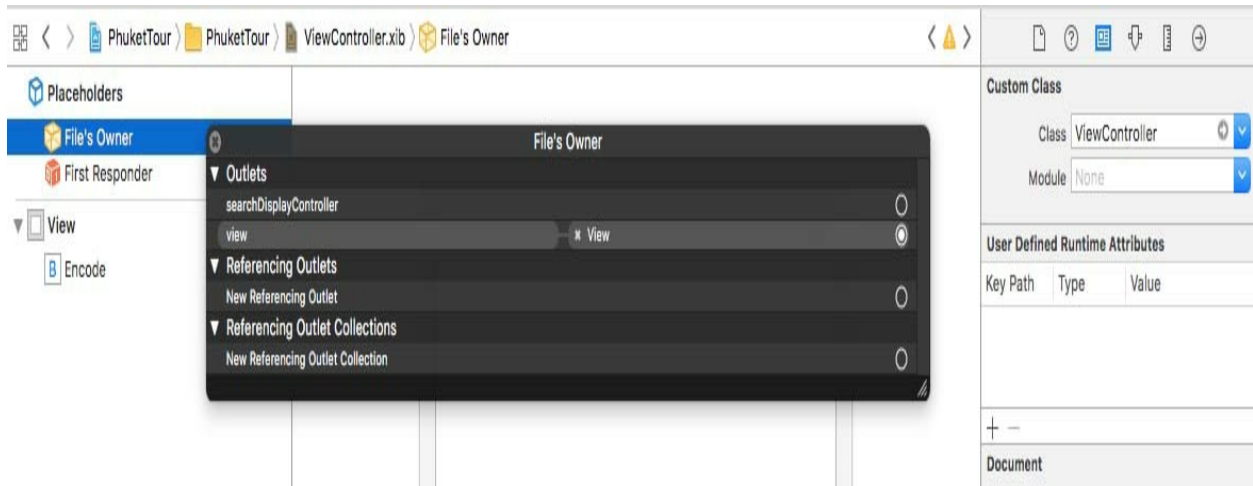 PhuketTour PhuketTour ViewController.xib File's Owner
Placeholders
File's Owner
First Responder
View
B Encode
File's Owner
Outlets
searchDisplayController
view × View
Referencing Outlets
New Referencing Outlet
Referencing Outlet Collections
New Referencing Outlet Collection
Custom Class
Class ViewController
Module None
User Defined Runtime Attributes
Key Path Type Value
Document